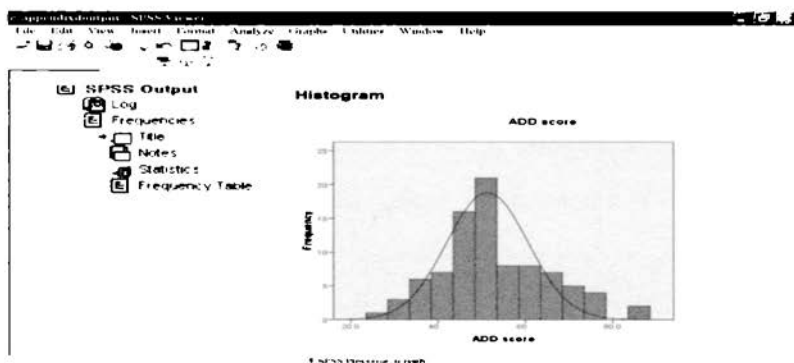 SPSS Viewer
File Edit View Insert Format Analyze Graphs Utilities Window Help
SPSS Output
Log
Frequencies
Title
Notes
Statistics
Frequency Table
Histogram
ADD score
Frequency
ADD score